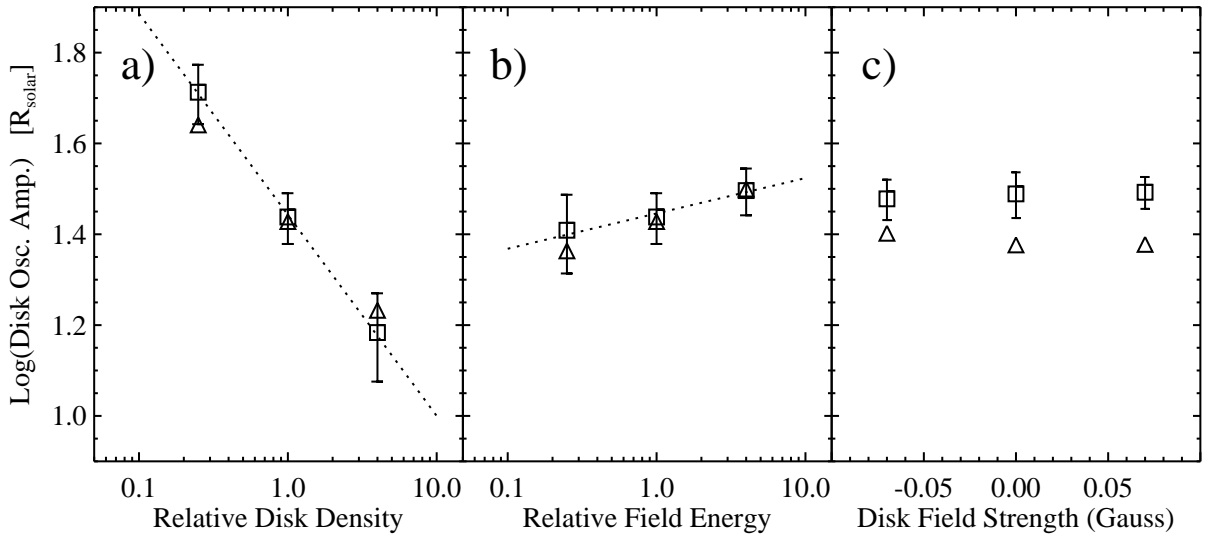 Log(Disk Osc. Amp.) [R_solar]
1.8
1.6
1.4
1.2
1.0
a)
b)
c)
0.1 1.0 10.0
0.1 1.0 10.0
-0.05 0.00 0.05
Relative Disk Density
Relative Field Energy
Disk Field Strength (Gauss)